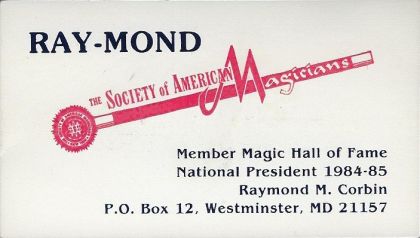 RAY-MOND
THE SOCIETY of AMERICAN Magicians
Member Magic Hall of Fame
National President 1984-85
Raymond M. Corbin
P.O. Box 12, Westminster, MD 21157